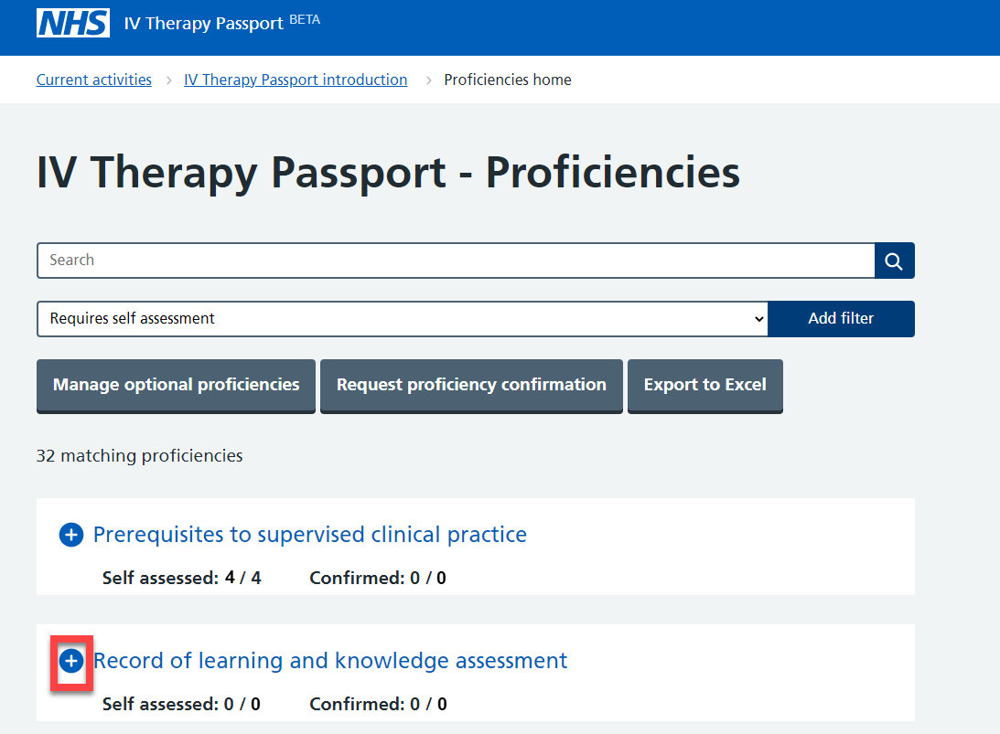 NHS IV Therapy Passport BETA
Current activities > IV Therapy Passport introduction > Proficiencies home
IV Therapy Passport - Proficiencies
Search
Requires self assessment Add filter
Manage optional proficiencies Request proficiency confirmation Export to Excel
32 matching proficiencies
Prerequisites to supervised clinical practice
Self assessed: 4 / 4 Confirmed: 0 / 0
Record of learning and knowledge assessment
Self assessed: 0 / 0 Confirmed: 0 / 0